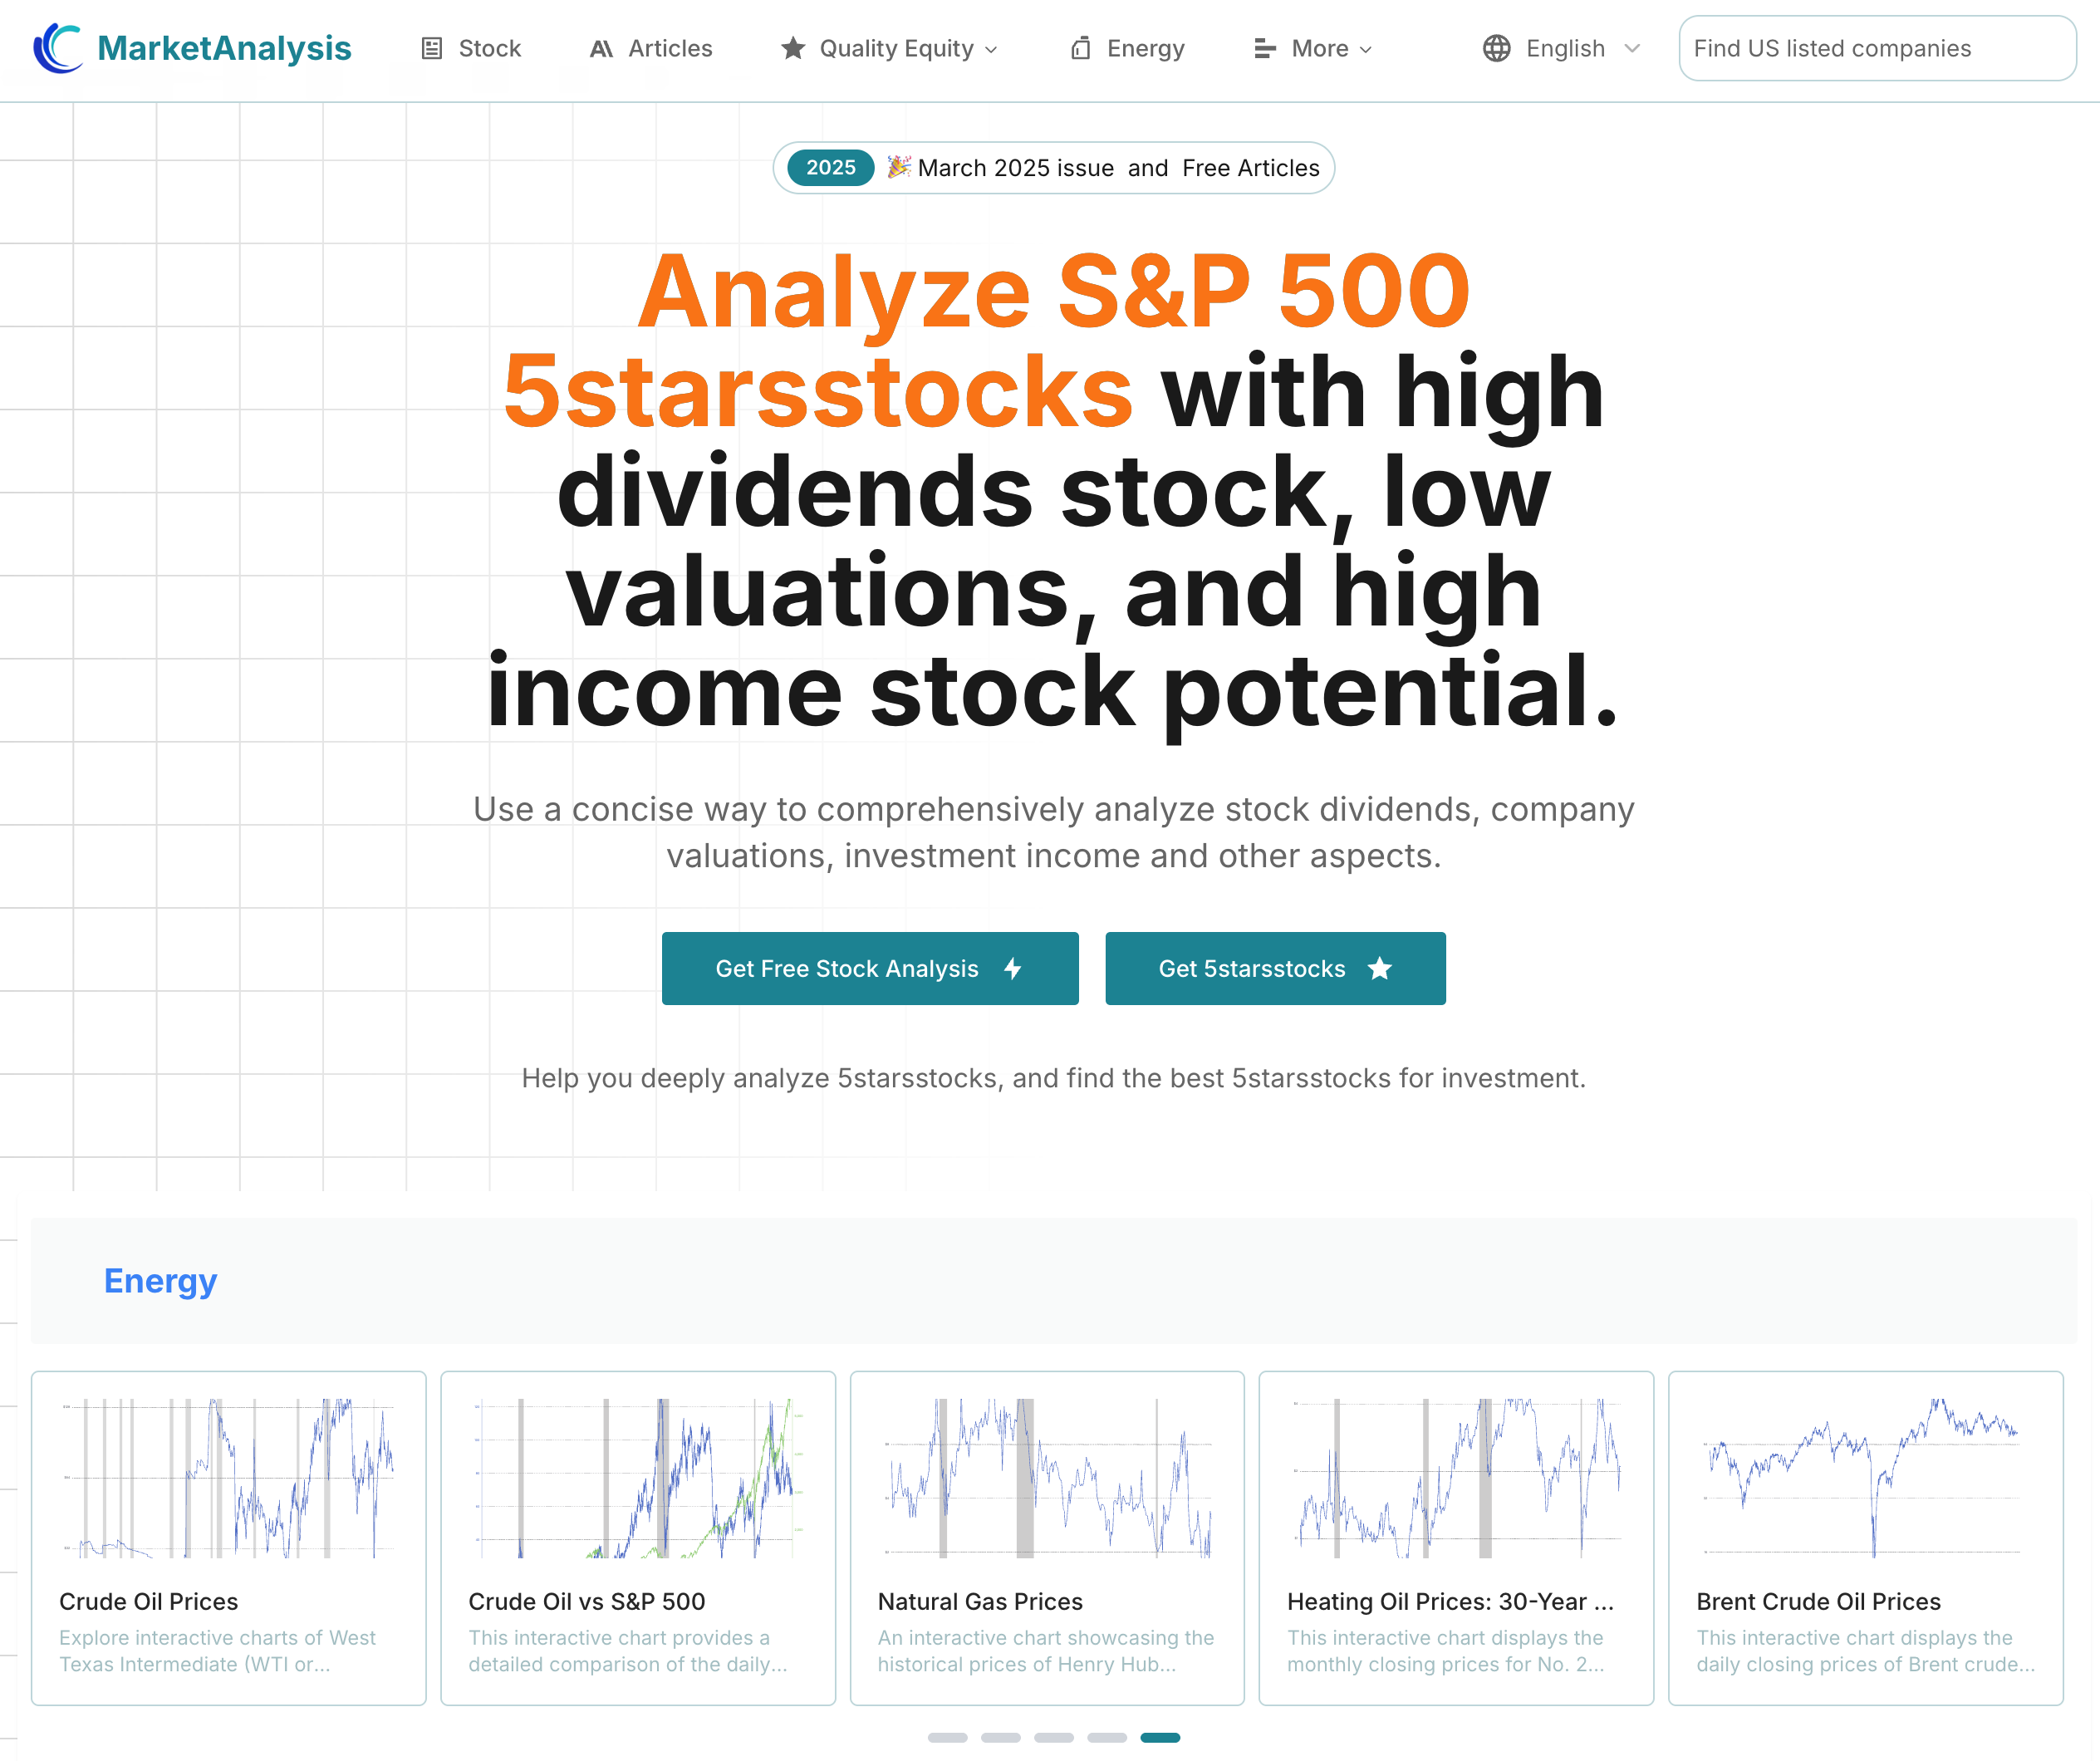 MarketAnalysis
Stock
Articles
Quality Equity
Energy
More
English
Find US listed companies
2025 🎉 March 2025 issue and Free Articles
Analyze S&P 500
5starsstocks with high
dividends stock, low
valuations, and high
income stock potential.
Use a concise way to comprehensively analyze stock dividends, company
valuations, investment income and other aspects.
Get Free Stock Analysis
Get 5starsstocks
Help you deeply analyze 5starsstocks, and find the best 5starsstocks for investment.
Energy
Crude Oil Prices
Explore interactive charts of West
Texas Intermediate (WTI or...
Crude Oil vs S&P 500
This interactive chart provides a
detailed comparison of the daily...
Natural Gas Prices
An interactive chart showcasing the
historical prices of Henry Hub...
Heating Oil Prices: 30-Year ...
This interactive chart displays the
monthly closing prices for No. 2...
Brent Crude Oil Prices
This interactive chart displays the
daily closing prices of Brent crude...